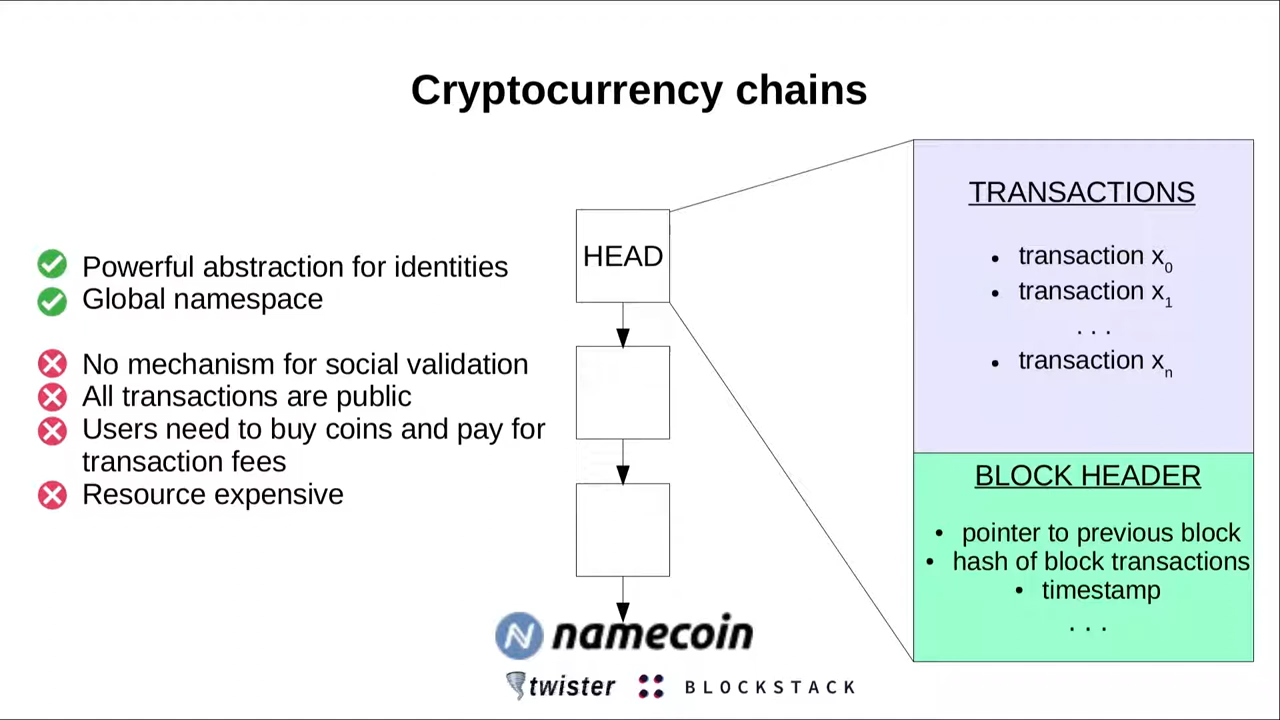 Cryptocurrency chains
Powerful abstraction for identities
Global namespace
No mechanism for social validation
All transactions are public
Users need to buy coins and pay for
transaction fees
Resource expensive
HEAD
TRANSACTIONS
• transaction x₀
• transaction x₁
. . .
• transaction xₙ
BLOCK HEADER
• pointer to previous block
• hash of block transactions
• timestamp
. . .
namecoin
twister
BLOCKSTACK